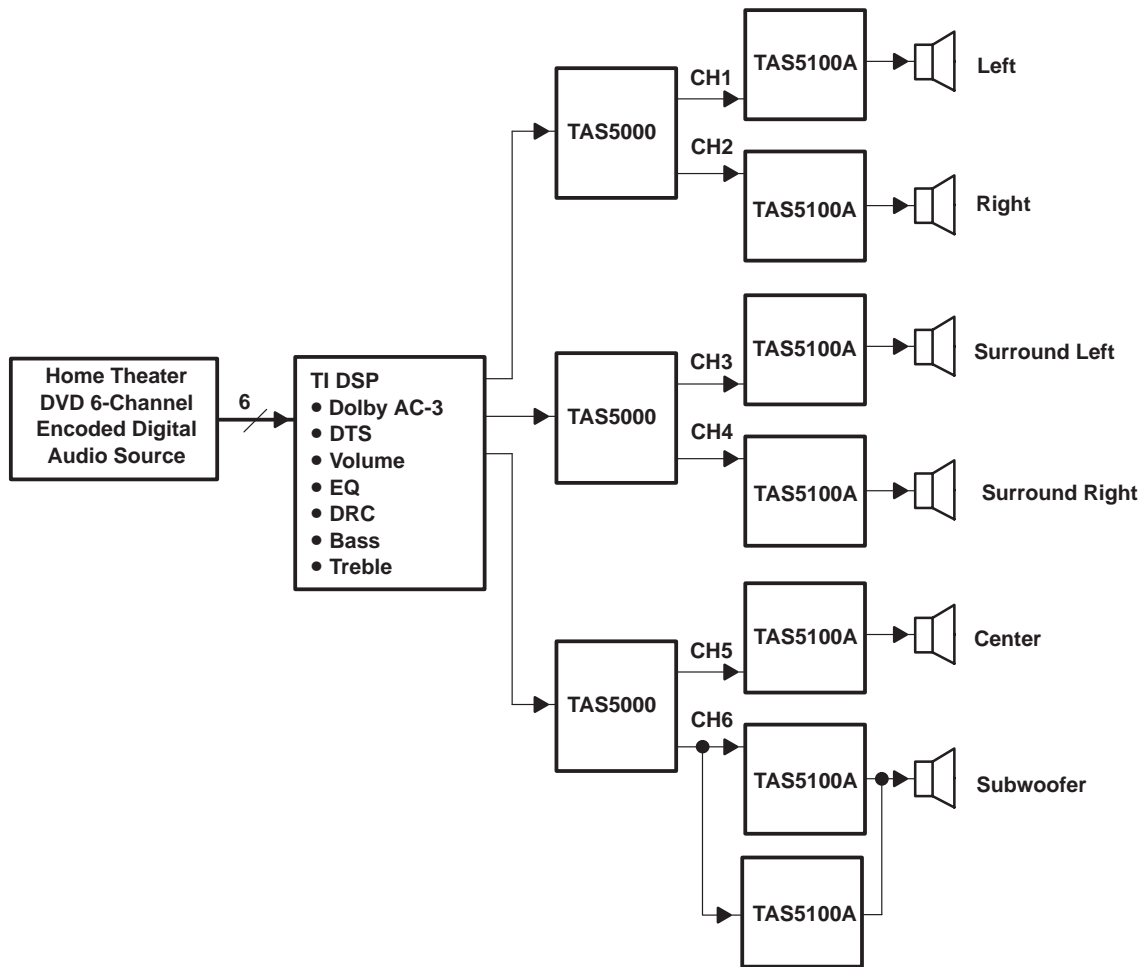 Home Theater
DVD 6-Channel
Encoded Digital
Audio Source
6
TI DSP
● Dolby AC-3
● DTS
● Volume
● EQ
● DRC
● Bass
● Treble
TAS5000
CH1
TAS5100A
Left
CH2
TAS5100A
Right
TAS5000
CH3
TAS5100A
Surround Left
CH4
TAS5100A
Surround Right
TAS5000
CH5
TAS5100A
Center
CH6
TAS5100A
Subwoofer
TAS5100A